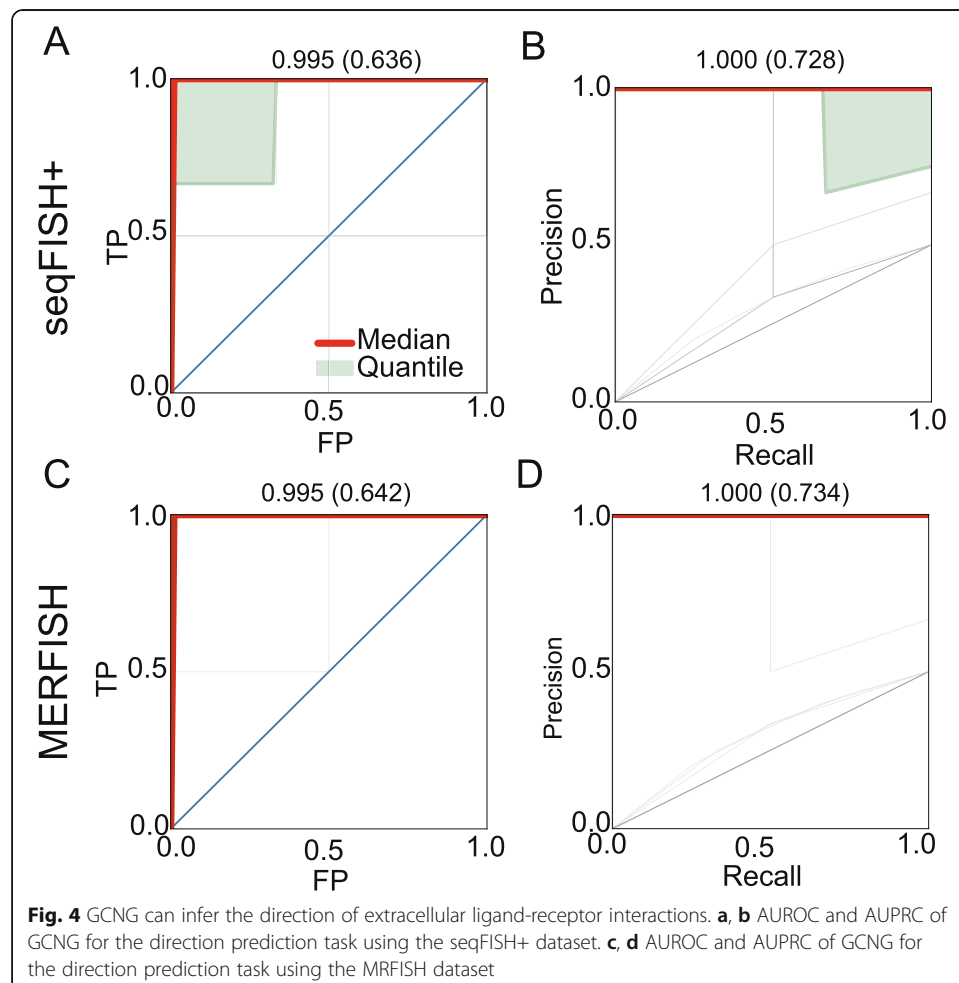 A
0.995 (0.636)
1.0
0.5
0.0
TP
0.0
0.5
1.0
FP
Median
Quantile
seqFISH+
B
1.000 (0.728)
1.0
0.5
0.0
Precision
0.0
0.5
1.0
Recall
C
0.995 (0.642)
1.0
0.5
0.0
TP
0.0
0.5
1.0
FP
MERFISH
D
1.000 (0.734)
1.0
0.5
0.0
Precision
0.0
0.5
1.0
Recall
Fig. 4 GCNG can infer the direction of extracellular ligand-receptor interactions. a, b AUROC and AUPRC of
GCNG for the direction prediction task using the seqFISH+ dataset. c, d AUROC and AUPRC of GCNG for
the direction prediction task using the MRFISH dataset